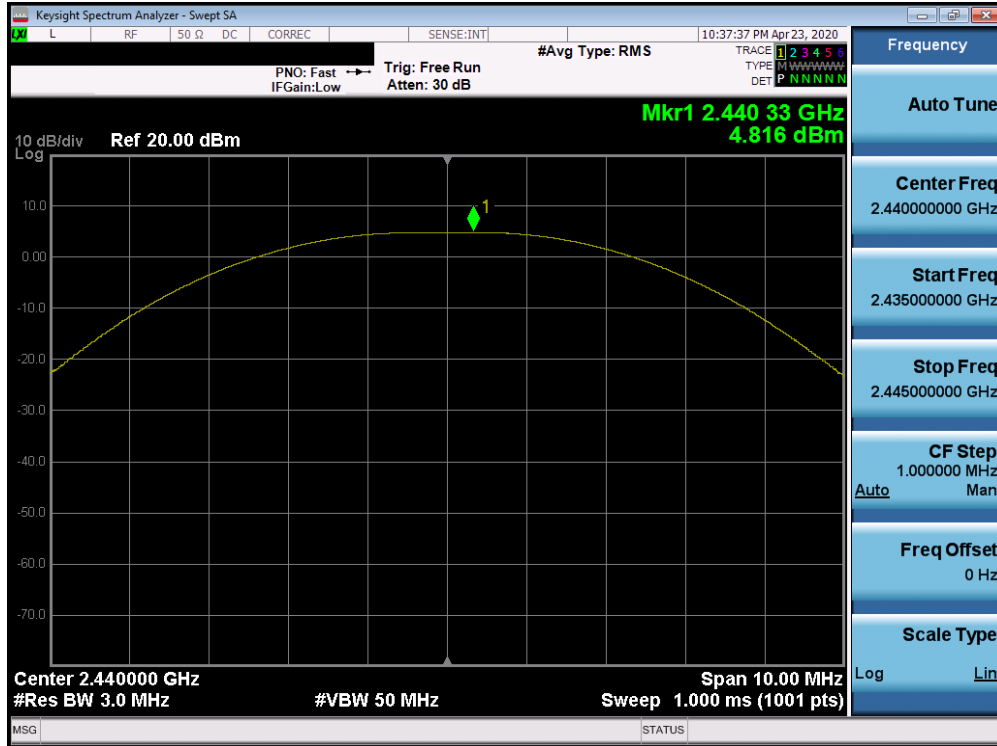 Keysight Spectrum Analyzer - Swept SA
LXI L RF 50 Ω DC CORREC SENSE:INT 10:37:37 PM Apr 23, 2020
#Avg Type: RMS
TRACE 1 2 3 4 5 6
PNO: Fast Trig: Free Run
TYPE M WWWWW
IFGain:Low Atten: 30 dB
DET P N N N N N
Mkr1 2.440 33 GHz
4.816 dBm
10 dB/div Ref 20.00 dBm
Log
10.0
1
0.00
-10.0
-20.0
-30.0
-40.0
-50.0
-60.0
-70.0
Center 2.440000 GHz Span 10.00 MHz
#Res BW 3.0 MHz #VBW 50 MHz Sweep 1.000 ms (1001 pts)
MSG STATUS
Frequency
Auto Tune
Center Freq
2.440000000 GHz
Start Freq
2.435000000 GHz
Stop Freq
2.445000000 GHz
CF Step
1.000000 MHz
Auto Man
Freq Offset
0 Hz
Scale Type
Log Lin